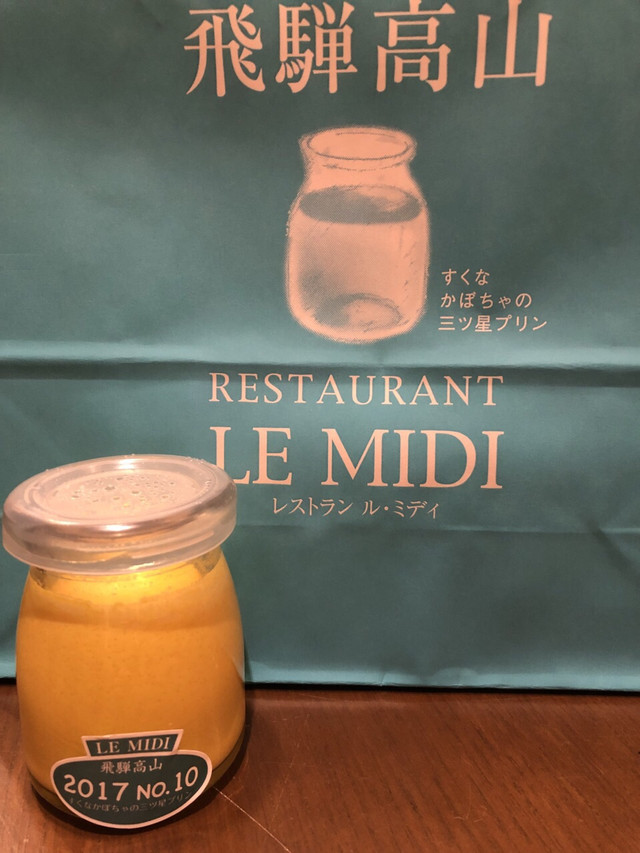 飛騨高山
すくな
かぼちゃの
三ツ星プリン
RESTAURANT
LE MIDI
レストラン ル・ミディ
LE MIDI
飛騨高山
2017 NO.10
すくなかぼちゃの三ツ星プリン